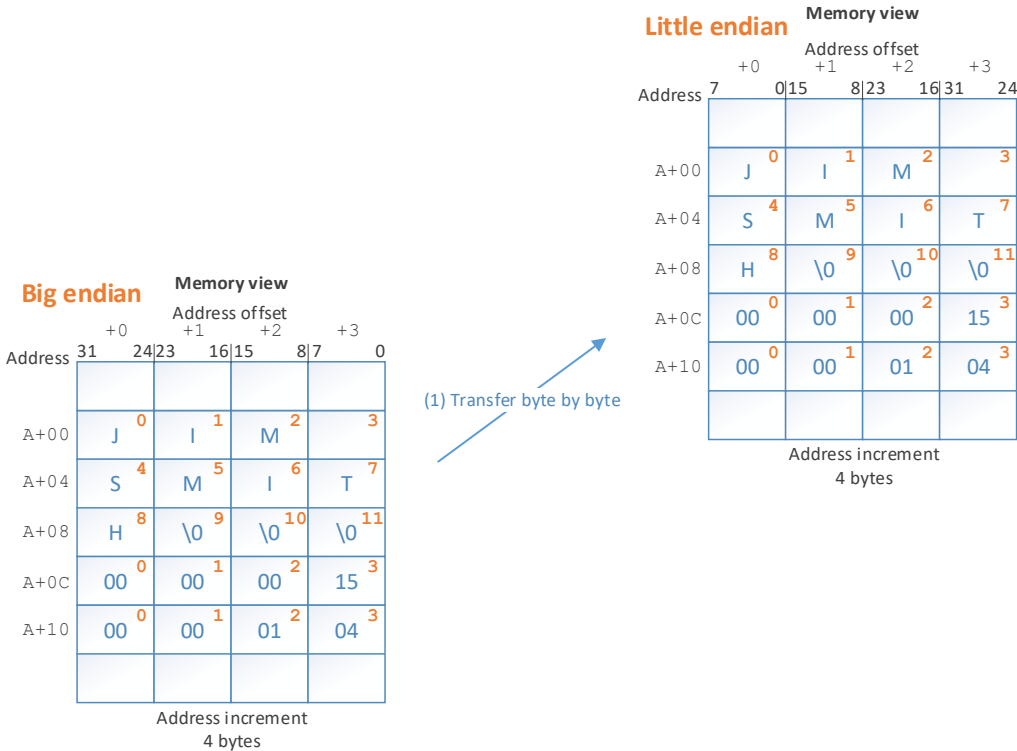 Big endian
Memory view
Address offset
+0 +1 +2 +3
Address 31 24 23 16 15 8 7 0
A+00 J 0 I 1 M 2 3
A+04 S 4 M 5 I 6 T 7
A+08 H 8 \0 9 \0 10 \0 11
A+0C 00 0 00 1 00 2 15 3
A+10 00 0 00 1 01 2 04 3
Address increment
4 bytes
(1) Transfer byte by byte
Little endian
Memory view
Address offset
+0 +1 +2 +3
Address 7 0 15 8 23 16 31 24
A+00 J 0 I 1 M 2 3
A+04 S 4 M 5 I 6 T 7
A+08 H 8 \0 9 \0 10 \0 11
A+0C 00 0 00 1 00 2 15 3
A+10 00 0 00 1 01 2 04 3
Address increment
4 bytes